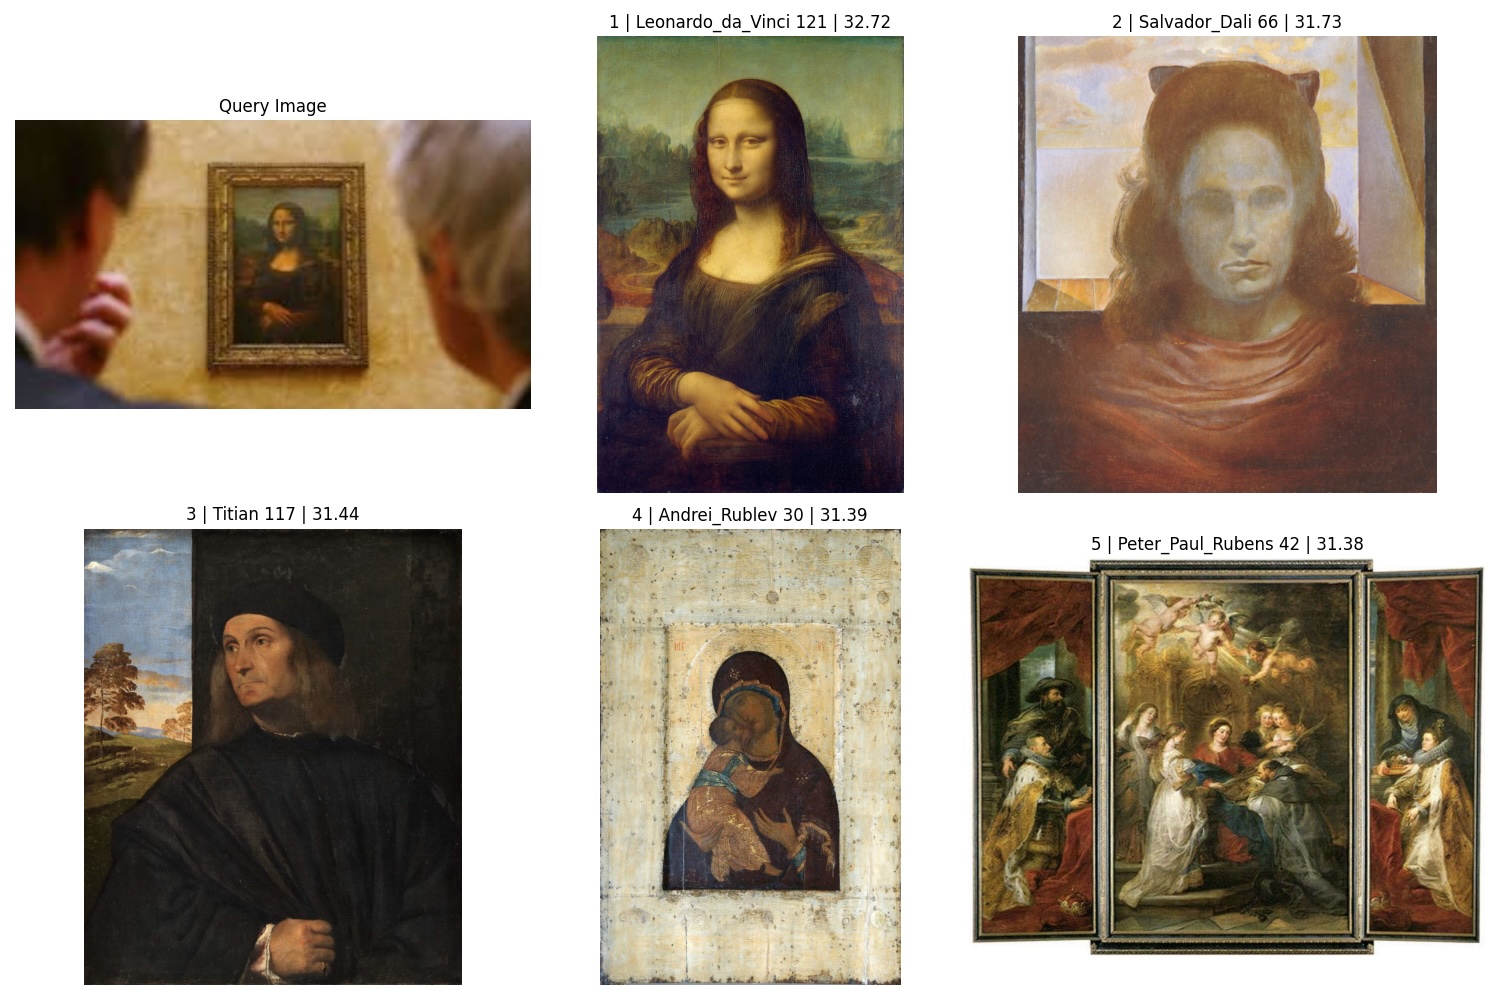 Query Image
1 | Leonardo_da_Vinci 121 | 32.72
2 | Salvador_Dali 66 | 31.73
3 | Titian 117 | 31.44
4 | Andrei_Rublev 30 | 31.39
5 | Peter_Paul_Rubens 42 | 31.38